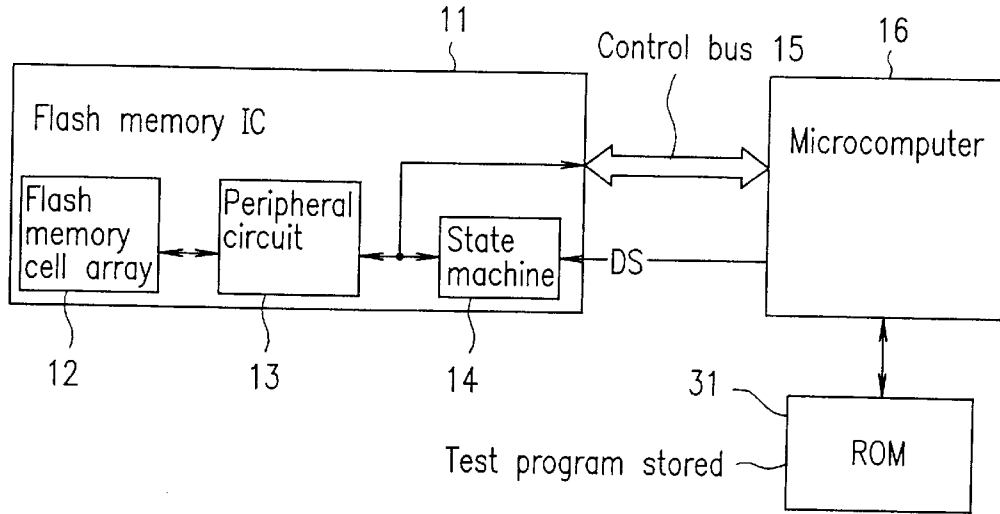 11
Control bus 15
16
Flash memory IC
Microcomputer
Flash
memory
cell array
Peripheral
circuit
State
machine
DS
12
13
14
31
Test program stored
ROM